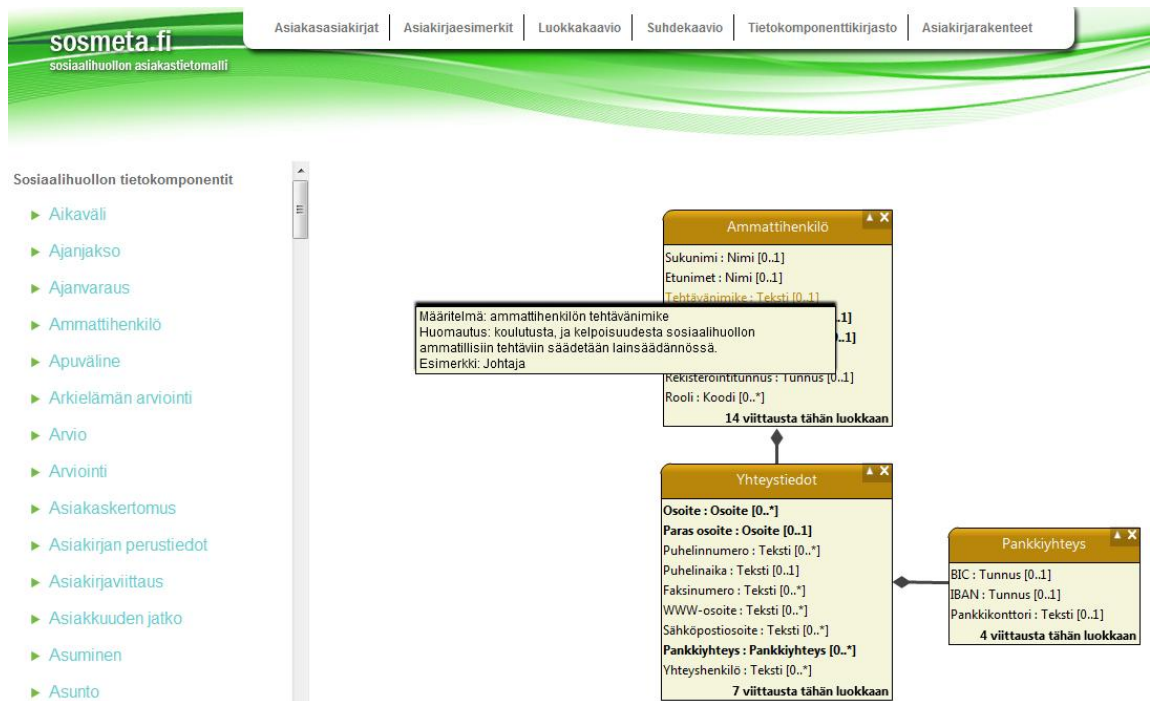 sosmeta.fi
sosiaalihuollon asiakastietomalli
Asiakasasiakirjat
Asiakirjaesimerkit
Luokkakaavio
Suhdekaavio
Tietokomponenttikirjasto
Asiakirjarakenteet
Sosiaalihuollon tietokomponentit
Aikaväli
Ajanjakso
Ajanvaraus
Ammattihenkilö
Apuväline
Arkielämän arviointi
Arvio
Arviointi
Asiakaskertomus
Asiakirjan perustiedot
Asiakirjaviittaus
Asiakkuuden jatko
Asuminen
Asunto
Ammattihenkilö
Sukunimi : Nimi [0..1]
Etunimet : Nimi [0..1]
Tehtävänimike : Teksti [0..1]
..1]
..1]
Määritelmä: ammattihenkilön tehtävänimike
Huomautus: koulutusta, ja kelpoisuudesta sosiaalihuollon
ammatillisiin tehtäviin säädetään lainsäädännössä.
Esimerkki: Johtaja
Rekisteröintitunnus : Tunnus [0..1]
Rooli : Koodi [0..*]
14 viittausta tähän luokkaan
Yhteystiedot
Osoite : Osoite [0..*]
Paras osoite : Osoite [0..1]
Puhelinnumero : Teksti [0..*]
Puhelinaika : Teksti [0..1]
Faksinumero : Teksti [0..*]
WWW-osoite : Teksti [0..*]
Sähköpostiosoite : Teksti [0..*]
Pankkiyhteys : Pankkiyhteys [0..*]
Yhteyshenkilö : Teksti [0..*]
7 viittausta tähän luokkaan
Pankkiyhteys
BIC : Tunnus [0..1]
IBAN : Tunnus [0..1]
Pankkikonttori : Teksti [0..1]
4 viittausta tähän luokkaan